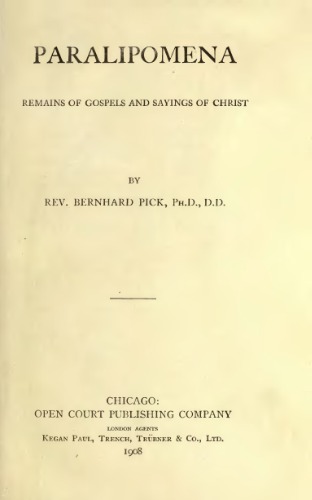 PARALIPOMENA
REMAINS OF GOSPELS AND SAYINGS OF CHRIST
BY
REV. BERNHARD PICK, PH.D., D.D.
CHICAGO:
OPEN COURT PUBLISHING COMPANY
LONDON AGENTS
KEGAN PAUL, TRENCH, TRÜBNER & CO., LTD.
1908